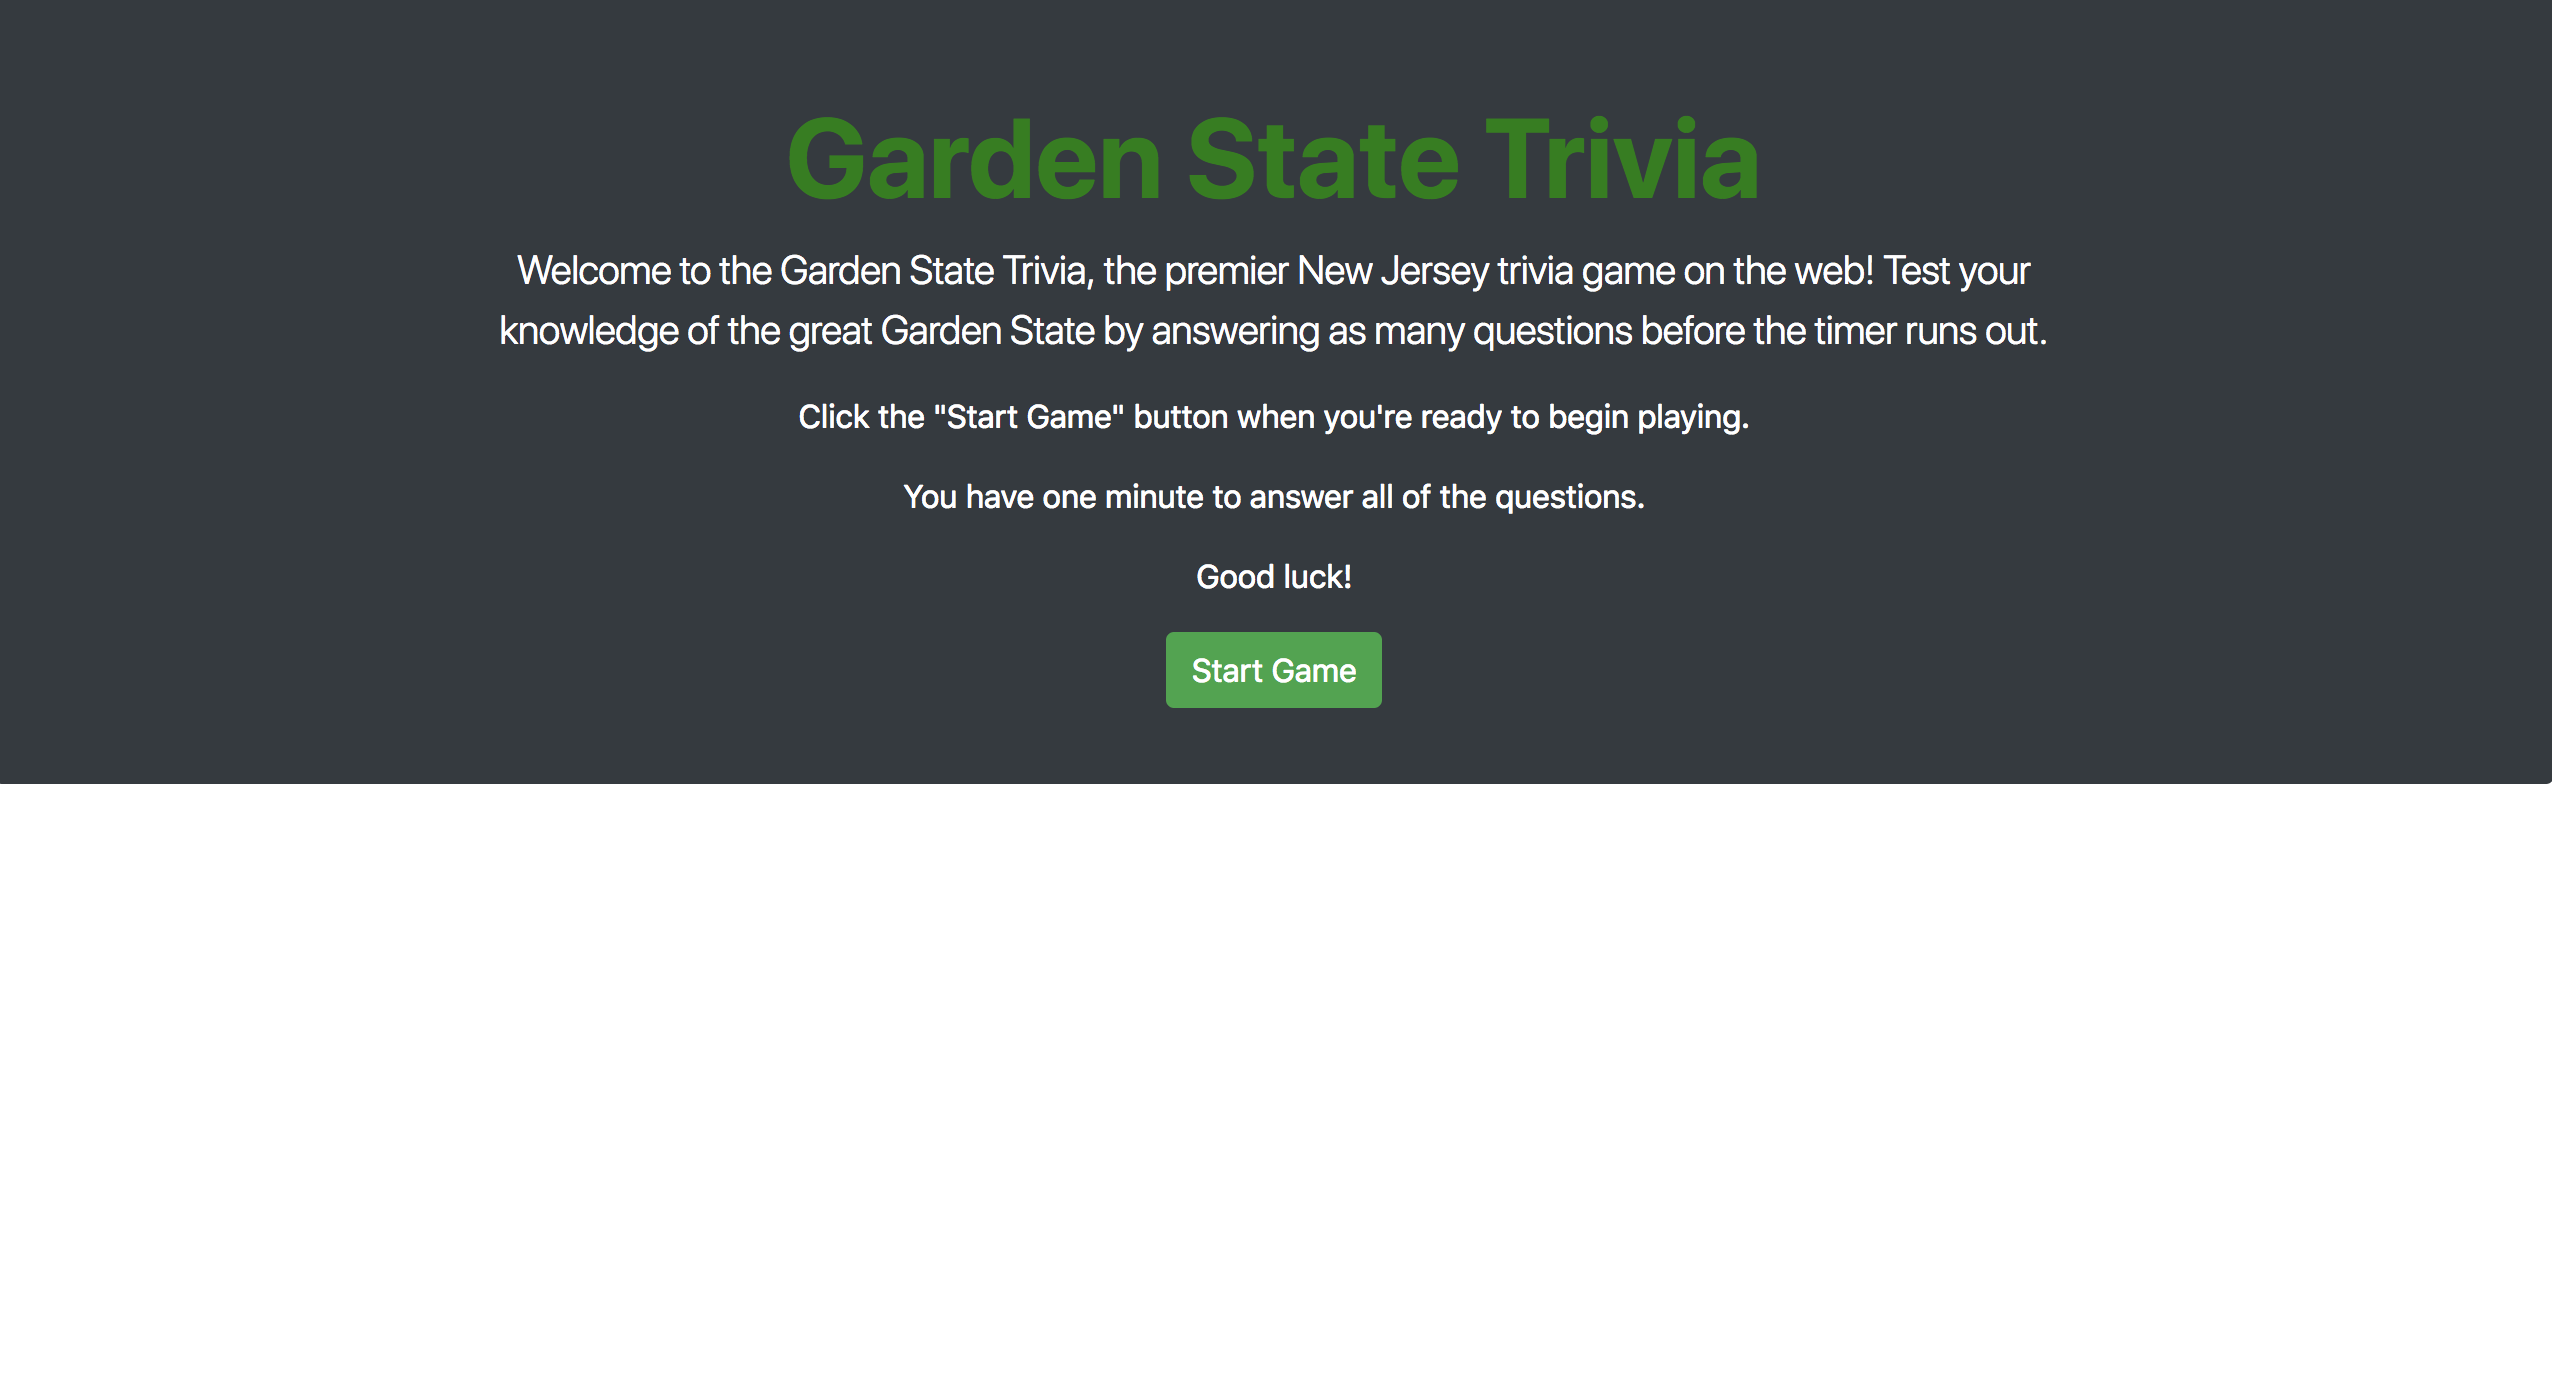 Garden State Trivia
Welcome to the Garden State Trivia, the premier New Jersey trivia game on the web! Test your
knowledge of the great Garden State by answering as many questions before the timer runs out.
Click the "Start Game" button when you're ready to begin playing.
You have one minute to answer all of the questions.
Good luck!
Start Game